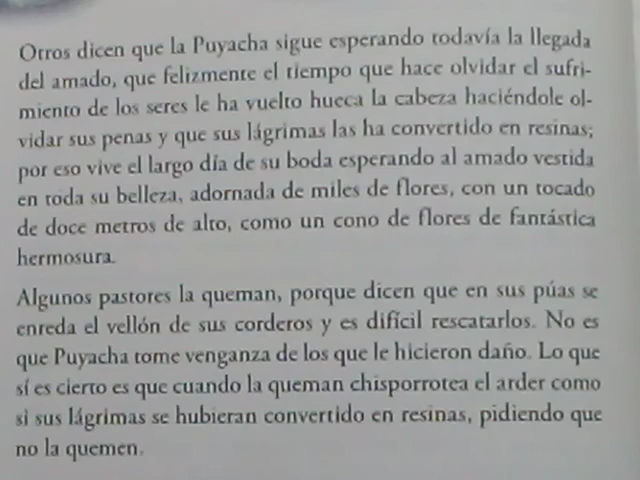 Otros dicen que la Puyacha sigue esperando todavía la llegada
del amado, que felizmente el tiempo que hace olvidar el sufri-
miento de los seres le ha vuelto hueca la cabeza haciéndole ol-
vidar sus penas y que sus lágrimas las ha convertido en resinas;
por eso vive el largo día de su boda esperando al amado vestida
en toda su belleza, adornada de miles de flores, con un tocado
de doce metros de alto, como un cono de flores de fantástica
hermosura.
Algunos pastores la queman, porque dicen que en sus púas se
enreda el vellón de sus corderos y es difícil rescatarlos. No es
que Puyacha tome venganza de los que le hicieron daño. Lo que
sí es cierto es que cuando la queman chisporrotea el arder como
si sus lágrimas se hubieran convertido en resinas, pidiendo que
no la quemen.